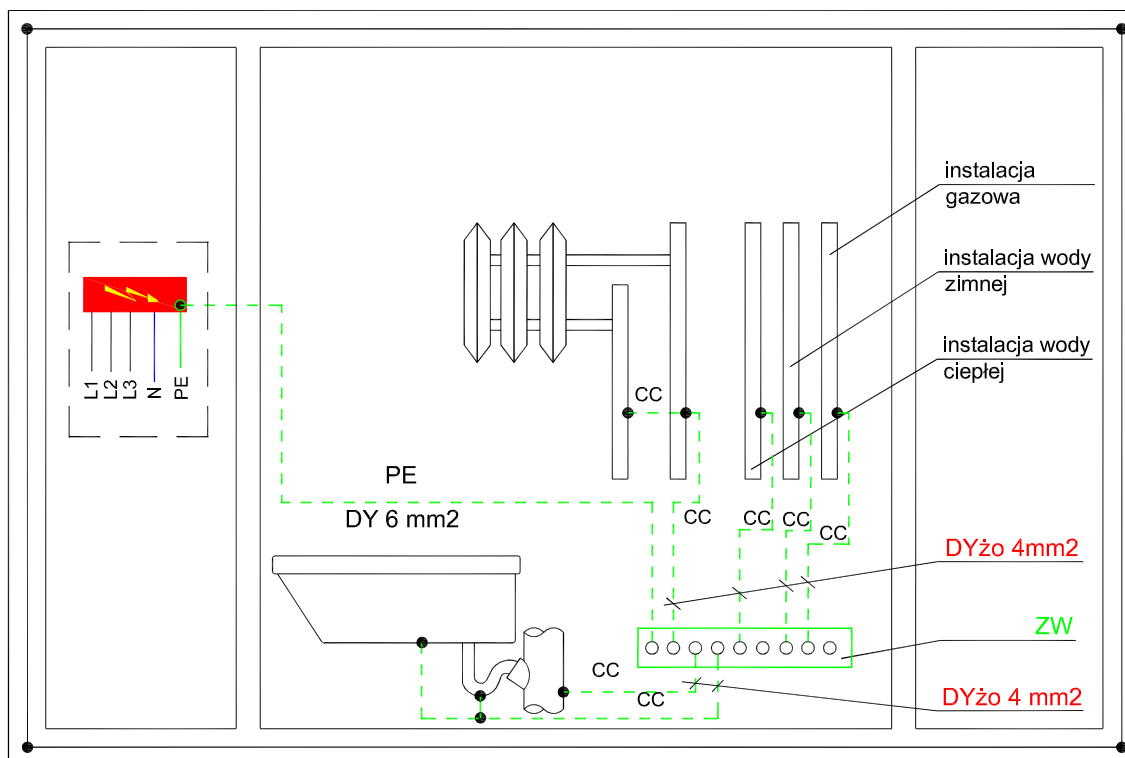 instalacja
gazowa
instalacja wody
zimnej
instalacja wody
ciepłej
L1
L2
L3
N
PE
CC
PE
DY 6 mm2
CC
CC
CC
CC
DYżo 4mm2
ZW
CC
CC
DYżo 4 mm2